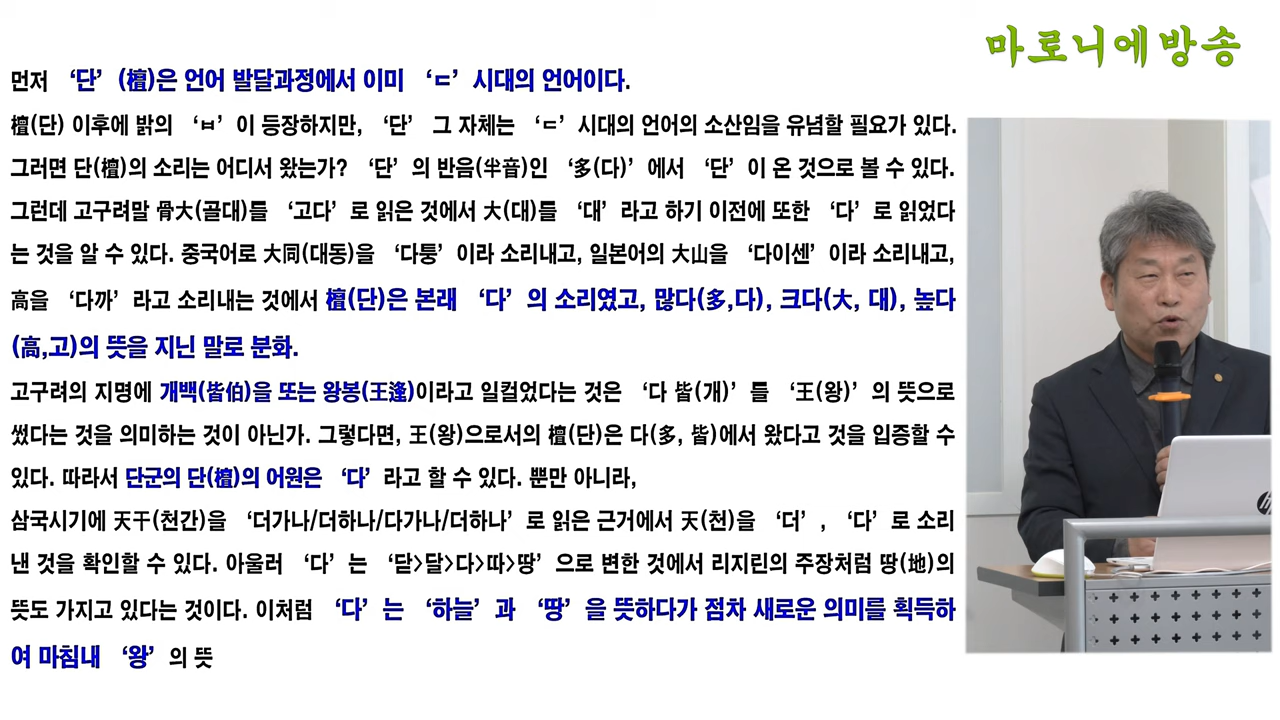 마로니에방송
먼저 ‘단’(檀)은 언어 발달과정에서 이미 ‘ㄷ’시대의 언어이다.
檀(단) 이후에 밝의 ‘ㅂ’이 등장하지만, ‘단’ 그 자체는 ‘ㄷ’시대의 언어의 소산임을 유념할 필요가 있다.
그러면 단(檀)의 소리는 어디서 왔는가? ‘단’의 반음(半音)인 ‘多(다)’에서 ‘단’이 온 것으로 볼 수 있다.
그런데 고구려말 骨大(골대)를 ‘고다’로 읽은 것에서 大(대)를 ‘대’라고 하기 이전에 또한 ‘다’로 읽었다
는 것을 알 수 있다. 중국어로 大同(대동)을 ‘다퉁’이라 소리내고, 일본어의 大山을 ‘다이센’이라 소리내고,
高을 ‘다까’라고 소리내는 것에서 檀(단)은 본래 ‘다’의 소리였고, 많다(多,다), 크다(大, 대), 높다
(高,고)의 뜻을 지닌 말로 분화.
고구려의 지명에 개백(皆伯)을 또는 왕봉(王逢)이라고 일컬었다는 것은 ‘다 皆(개)’를 ‘王(왕)’의 뜻으로
썼다는 것을 의미하는 것이 아닌가. 그렇다면, 王(왕)으로서의 檀(단)은 다(多, 皆)에서 왔다고 것을 입증할 수
있다. 따라서 단군의 단(檀)의 어원은 ‘다’라고 할 수 있다. 뿐만 아니라,
삼국시기에 天干(천간)을 ‘더가나/더하나/다가나/더하나’로 읽은 근거에서 天(천)을 ‘더’, ‘다’로 소리
낸 것을 확인할 수 있다. 아울러 ‘다’는 ‘닫>달>다>따>땅’으로 변한 것에서 리지린의 주장처럼 땅(地)의
뜻도 가지고 있다는 것이다. 이처럼 ‘다’는 ‘하늘’과 ‘땅’을 뜻하다가 점차 새로운 의미를 획득하
여 마침내 ‘왕’의 뜻